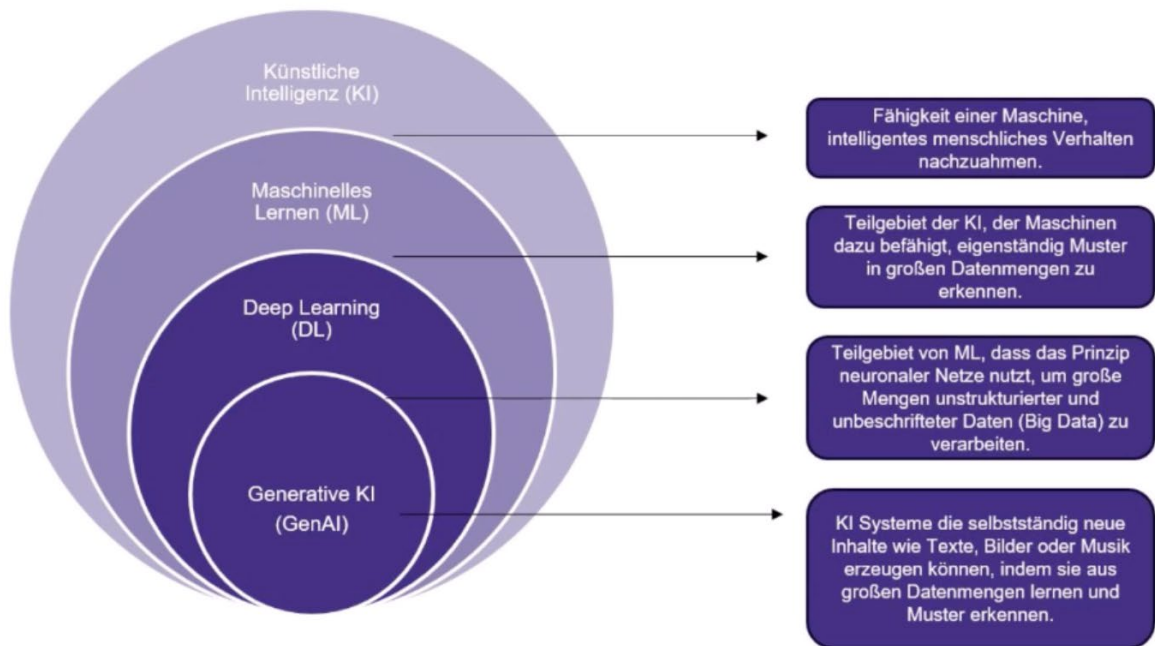 Künstliche
Intelligenz (KI)
Maschinelles
Lernen (ML)
Deep Learning
(DL)
Generative KI
(GenAI)
Fähigkeit einer Maschine,
intelligentes menschliches Verhalten
nachzuahmen.
Teilgebiet der KI, der Maschinen
dazu befähigt, eigenständig Muster
in großen Datenmengen zu
erkennen.
Teilgebiet von ML, dass das Prinzip
neuronaler Netze nutzt, um große
Mengen unstrukturierter und
unbeschrifteter Daten (Big Data) zu
verarbeiten.
KI Systeme die selbstständig neue
Inhalte wie Texte, Bilder oder Musik
erzeugen können, indem sie aus
großen Datenmengen lernen und
Muster erkennen.